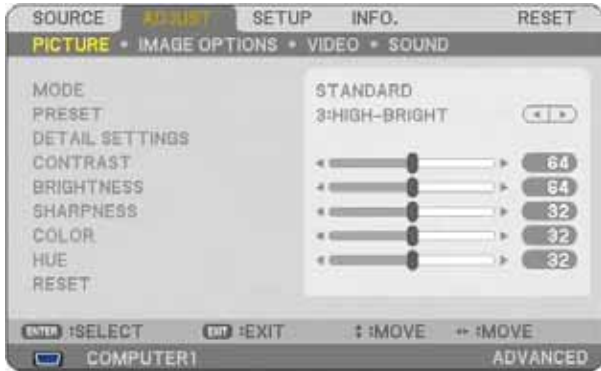 SOURCE ADJUST SETUP INFO. RESET
PICTURE • IMAGE OPTIONS • VIDEO • SOUND
MODE STANDARD
PRESET 3:HIGH-BRIGHT
DETAIL SETTINGS
CONTRAST 64
BRIGHTNESS 64
SHARPNESS 32
COLOR 32
HUE 32
RESET
ENTER :SELECT EXIT :EXIT ↕ :MOVE ↔ :MOVE
COMPUTER1 ADVANCED